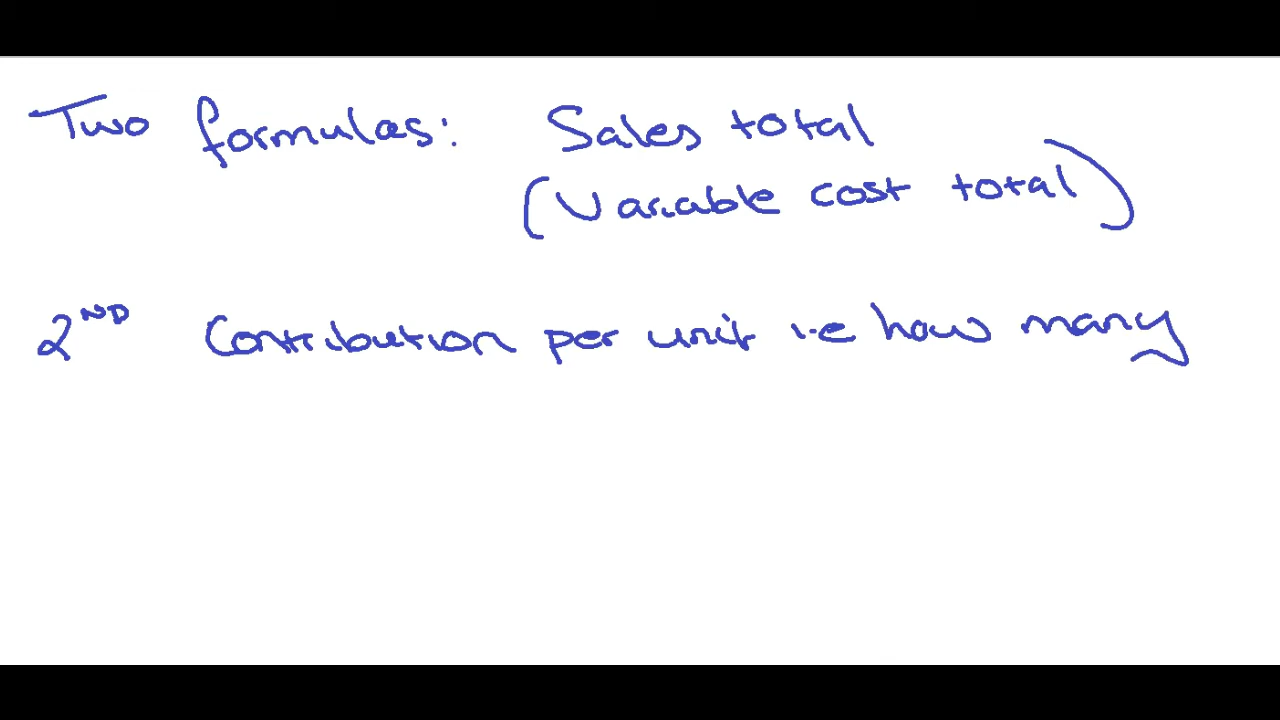 Two formulas: Sales total
(Variable cost total)
2ND Contribution per unit i.e how many